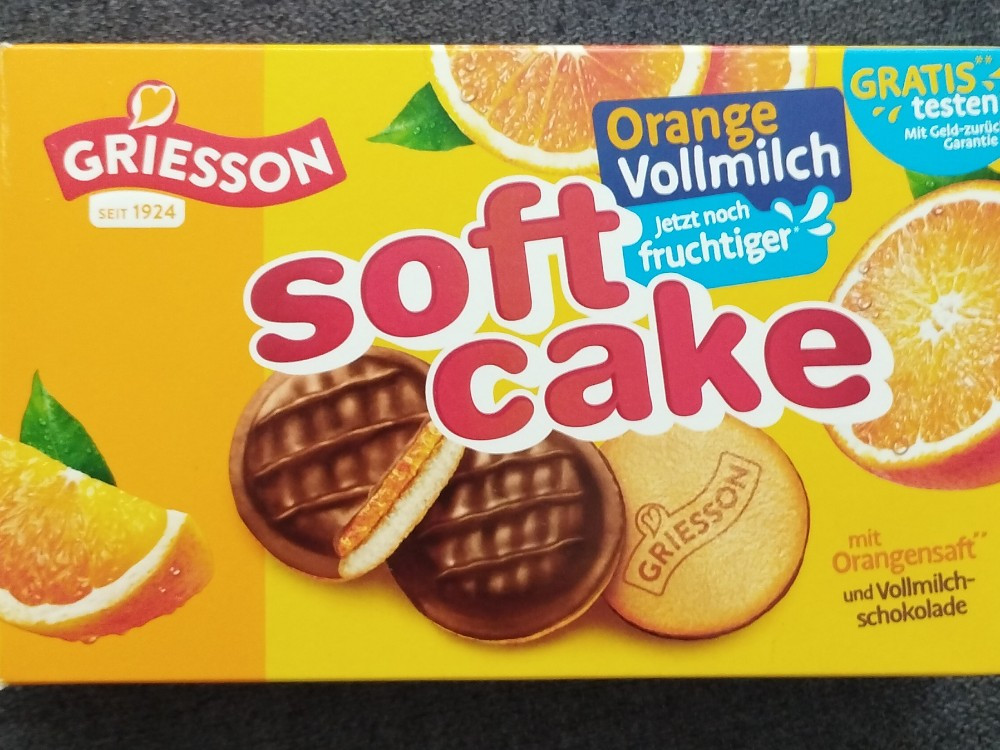 GRIESSON
SEIT 1924
Orange
Vollmilch
Jetzt noch
fruchtiger*
GRATIS**
testen
Mit Geld-zurüc
Garantie
soft
cake
GRIESSON
mit
Orangensaft**
und Vollmilch-
schokolade